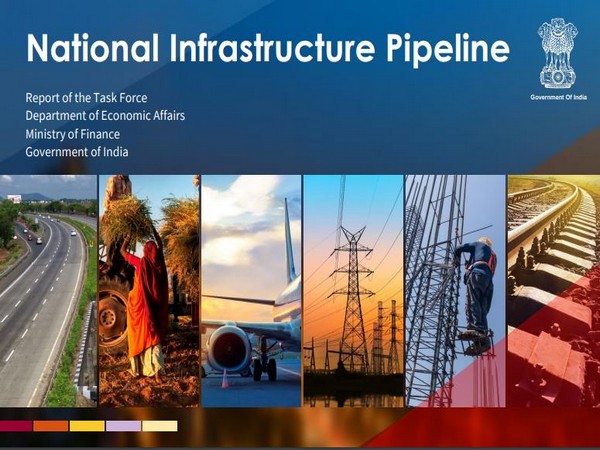 National Infrastructure Pipeline
Government Of India
Report of the Task Force
Department of Economic Affairs
Ministry of Finance
Government of India